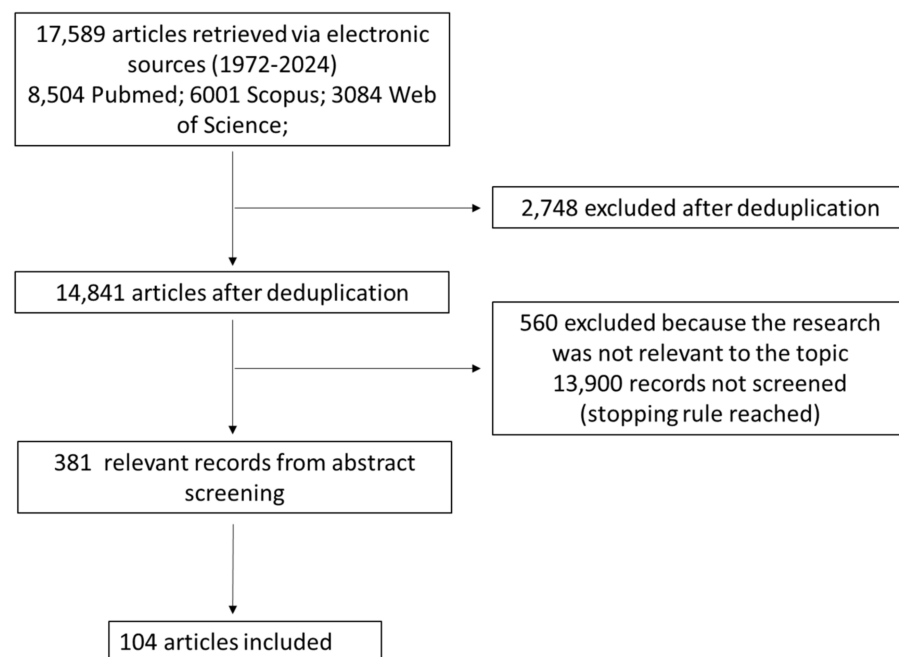 17,589 articles retrieved via electronic
sources (1972-2024)
8,504 Pubmed; 6001 Scopus; 3084 Web
of Science;
2,748 excluded after deduplication
14,841 articles after deduplication
560 excluded because the research
was not relevant to the topic
13,900 records not screened
(stopping rule reached)
381 relevant records from abstract
screening
104 articles included